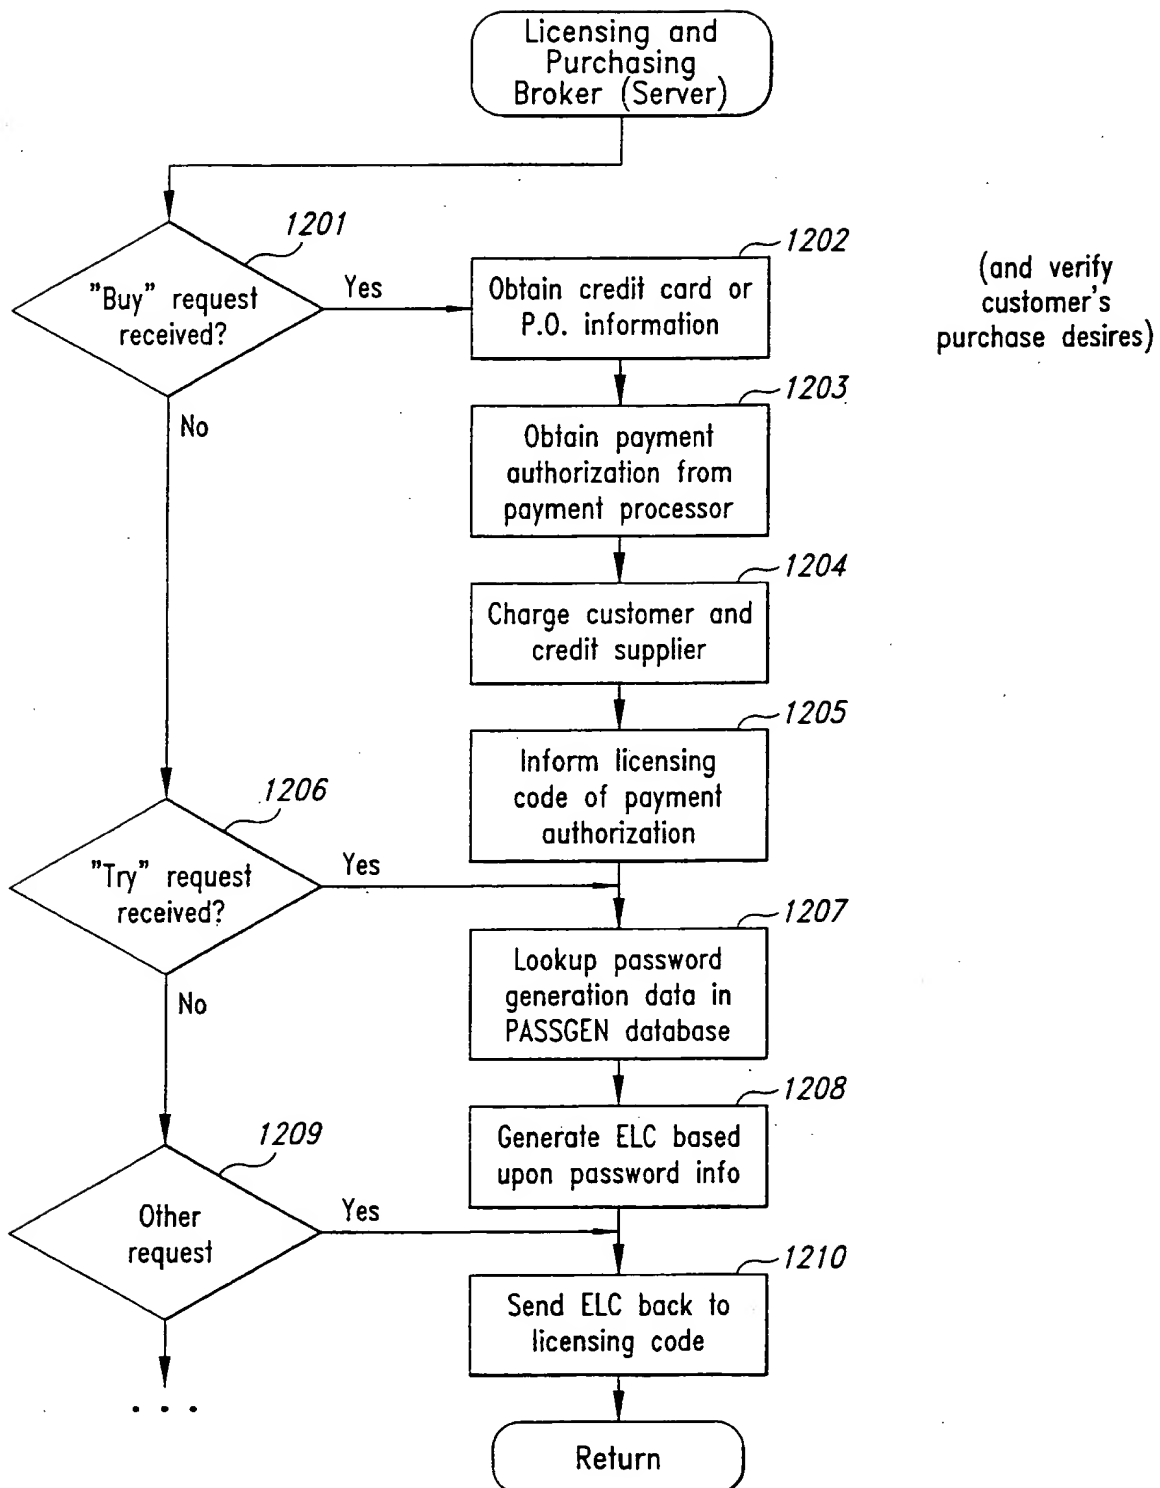 Licensing and
Purchasing
Broker (Server)
1201
"Buy" request
received?
Yes
No
1202
Obtain credit card or
P.O. information
(and verify
customer's
purchase desires)
1203
Obtain payment
authorization from
payment processor
1204
Charge customer and
credit supplier
1205
Inform licensing
code of payment
authorization
1206
"Try" request
received?
Yes
No
1207
Lookup password
generation data in
PASSGEN database
1208
Generate ELC based
upon password info
1209
Other
request
Yes
. . .
1210
Send ELC back to
licensing code
Return